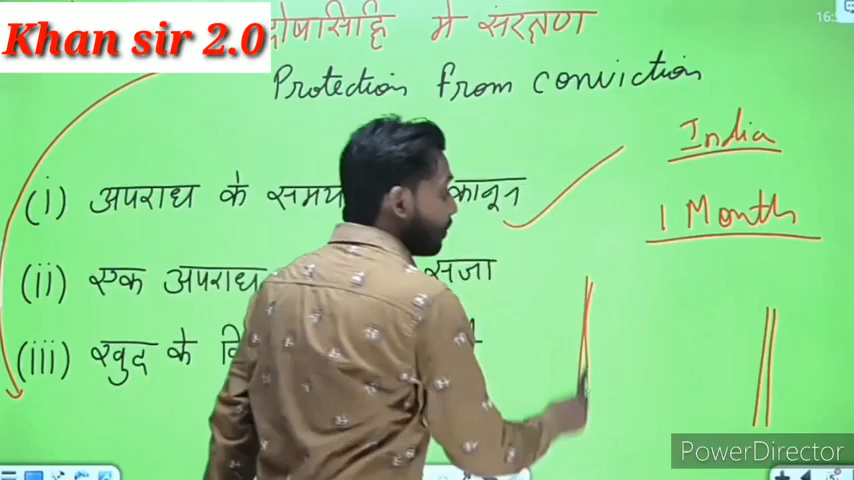 Khan sir 2.0
दोषसिद्धि में संरक्षण
Protection from conviction
India
1 Month
(i) अपराध के समय कानून
(ii) एक अपराध सजा
(iii) खुद के
PowerDirector